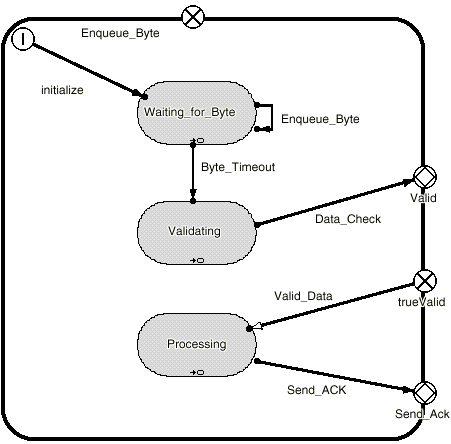 Enqueue_Byte
I
initialize
Waiting_for_Byte
Enqueue_Byte
Byte_Timeout
Valid
Data_Check
Validating
Valid_Data
trueValid
Processing
Send_ACK
Send_Ack